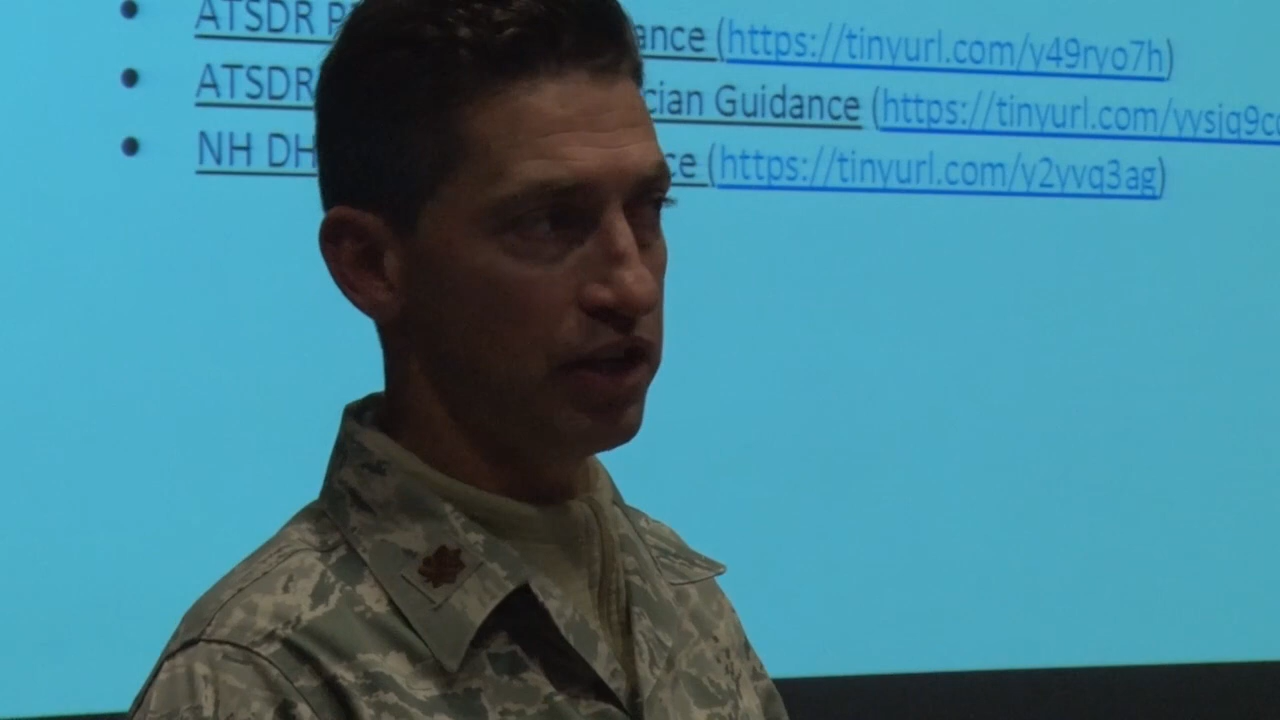 ATSDR P ance (https://tinyurl.com/y49ryo7h)
ATSDR cian Guidance (https://tinyurl.com/yysjq9c
NH DH ce (https://tinyurl.com/y2yvq3ag)